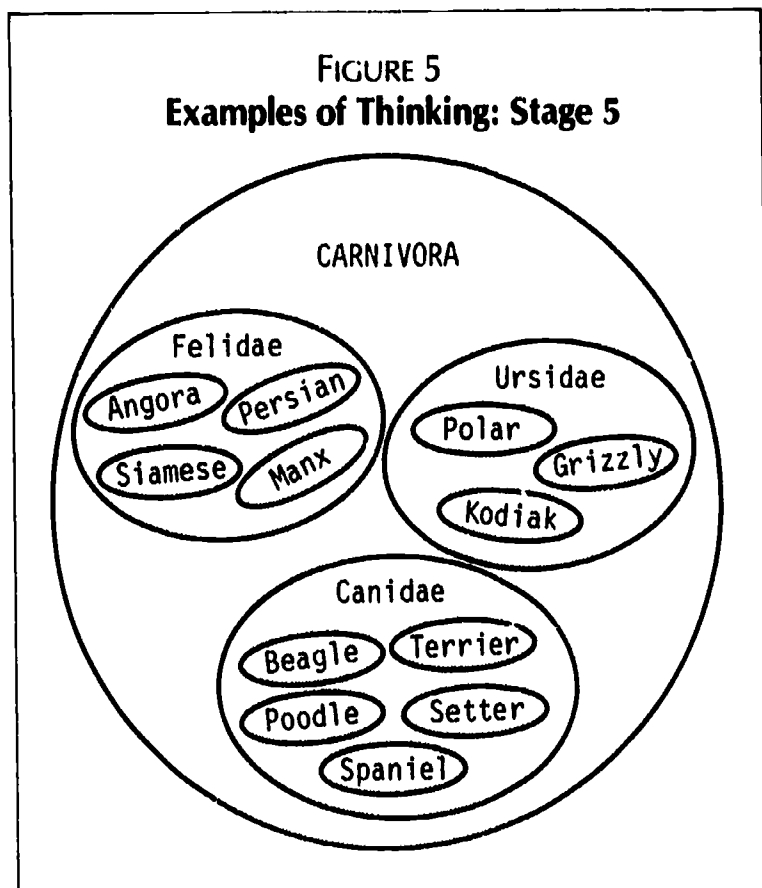 FIGURE 5
Examples of Thinking: Stage 5
CARNIVORA
Felidae
Angora
Persian
Siamese
Manx
Ursidae
Polar
Grizzly
Kodiak
Canidae
Beagle
Terrier
Poodle
Setter
Spaniel